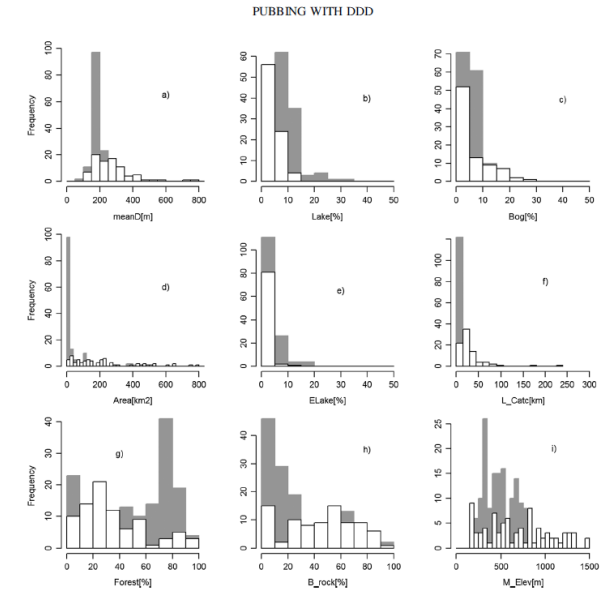 PUBBING WITH DDD
Frequency
0 20 40 60 80 100
a)
0 200 400 600 800
meanD[m]
0 10 20 30 40 50 60
b)
0 10 20 30 40 50
Lake[%]
0 10 20 30 40 50 60 70
c)
0 10 20 30 40 50
Bog[%]
Frequency
0 20 40 60 80 100
d)
0 200 400 600 800
Area[km2]
0 20 40 60 80 100
e)
0 10 20 30 40 50
ELake[%]
0 20 40 60 80 100
f)
0 50 100 150 200 250 300
L_Catc[km]
Frequency
0 10 20 30 40
g)
0 20 40 60 80 100
Forest[%]
0 10 20 30 40
h)
0 20 40 60 80 100
B_rock[%]
0 5 10 15 20 25
i)
0 500 1000 1500
M_Elev[m]